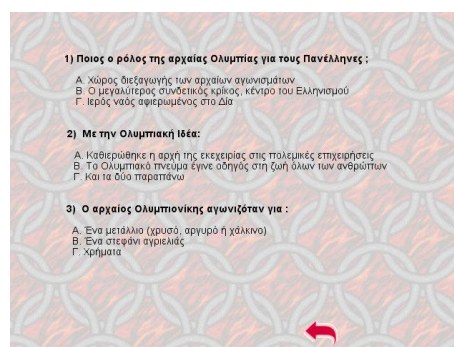 1) Ποιος ο ρόλος της αρχαίας Ολυμπίας για τους Πανέλληνες ;
Α. Χώρος διεξαγωγής των αρχαίων αγωνισμάτων
Β. Ο μεγαλύτερος συνδετικός κρίκος, κέντρο του Ελληνισμού
Γ. Ιερός ναός αφιερωμένος στο Δία
2) Με την Ολυμπιακή Ιδέα:
Α. Καθιερώθηκε η αρχή της εκεχειρίας στις πολεμικές επιχειρήσεις
Β. Το Ολυμπιακό πνεύμα έγινε οδηγός στη ζωή όλων των ανθρώπων
Γ. Και τα δύο παραπάνω
3) Ο αρχαίος Ολυμπιονίκης αγωνιζόταν για :
Α. Ένα μετάλλιο (χρυσό, αργυρό ή χάλκινο)
Β. Ένα στεφάνι αγριελιάς
Γ. Χρήματα